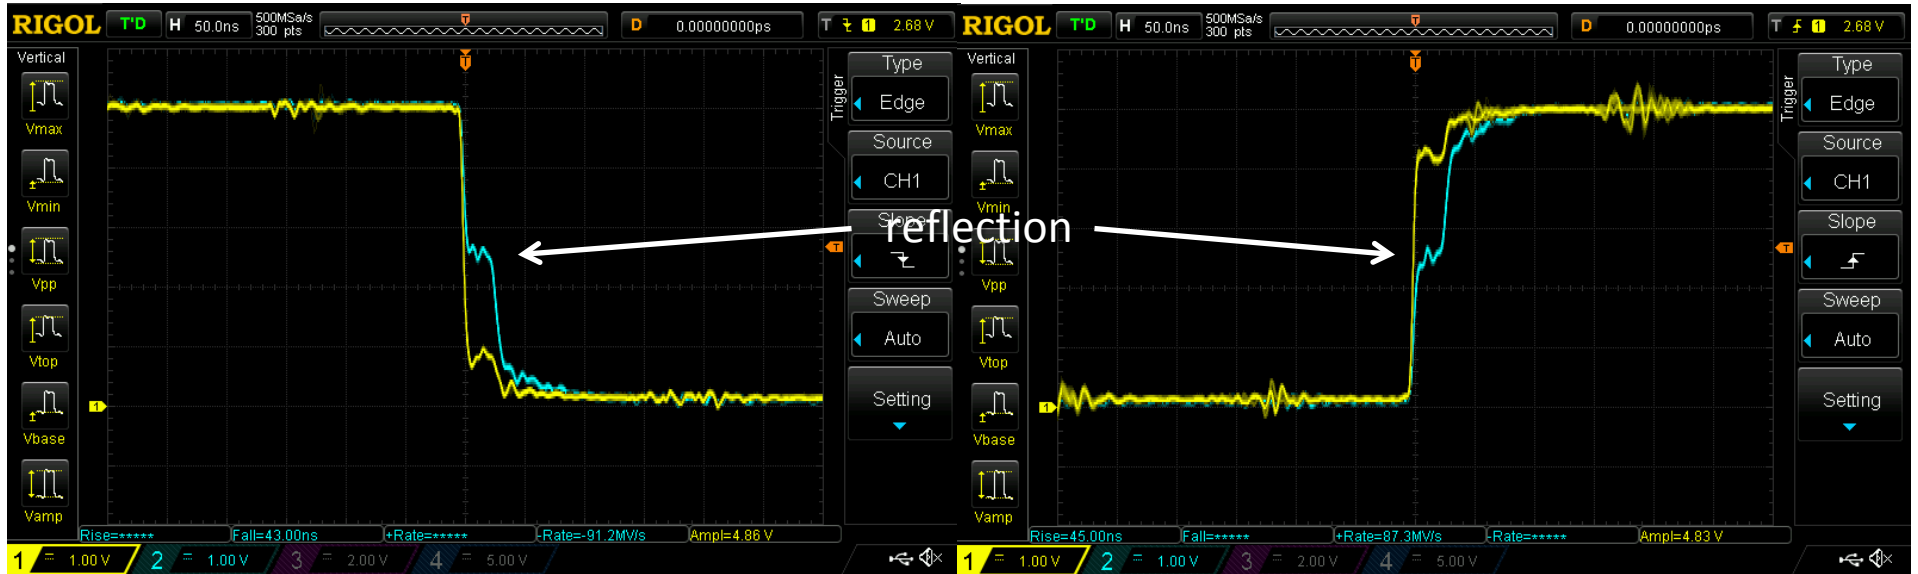 RIGOL T'D H 50.0ns 500MSa/s 300 pts T D 0.00000000ps T 1 2.68 V
Vertical
Vmax
Vmin
Vpp
Vtop
Vbase
Vamp
T
T
1
Trigger
Type
Edge
Source
CH1
Slope
Sweep
Auto
Setting
Rise=***** Fall=43.00ns +Rate=***** -Rate=-91.2MV/s Ampl=4.86 V
1 = 1.00 V 2 = 1.00 V 3 = 2.00 V 4 = 5.00 V
reflection
RIGOL T'D H 50.0ns 500MSa/s 300 pts T D 0.00000000ps T 1 2.68 V
Vertical
Vmax
Vmin
Vpp
Vtop
Vbase
Vamp
T
T
1
Trigger
Type
Edge
Source
CH1
Slope
Sweep
Auto
Setting
Rise=45.00ns Fall=***** +Rate=87.3MV/s -Rate=***** Ampl=4.83 V
1 = 1.00 V 2 = 1.00 V 3 = 2.00 V 4 = 5.00 V